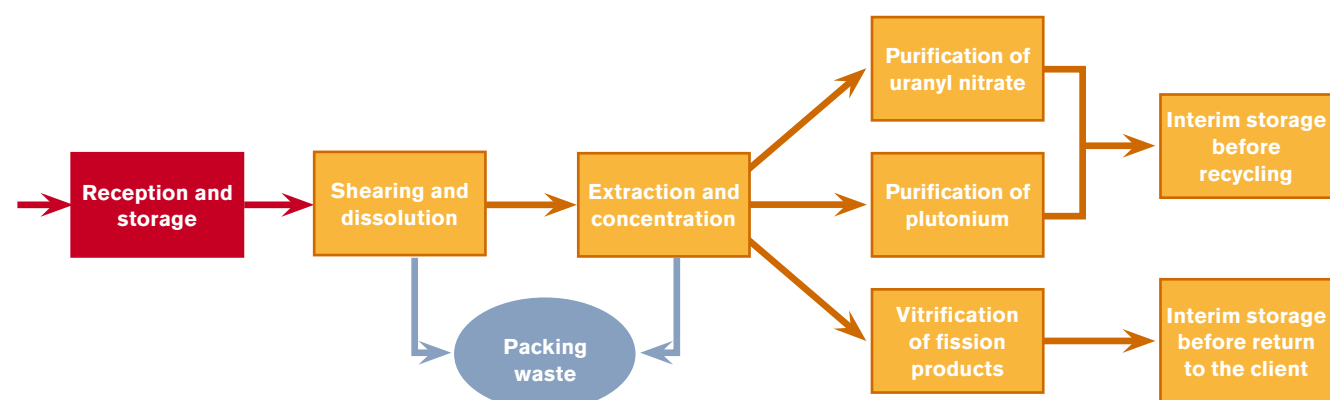 Reception and
storage
Shearing and
dissolution
Packing
waste
Extraction and
concentration
Purification of
uranyl nitrate
Purification of
plutonium
Vitrification
of fission
products
Interim storage
before
recycling
Interim storage
before return
to the client